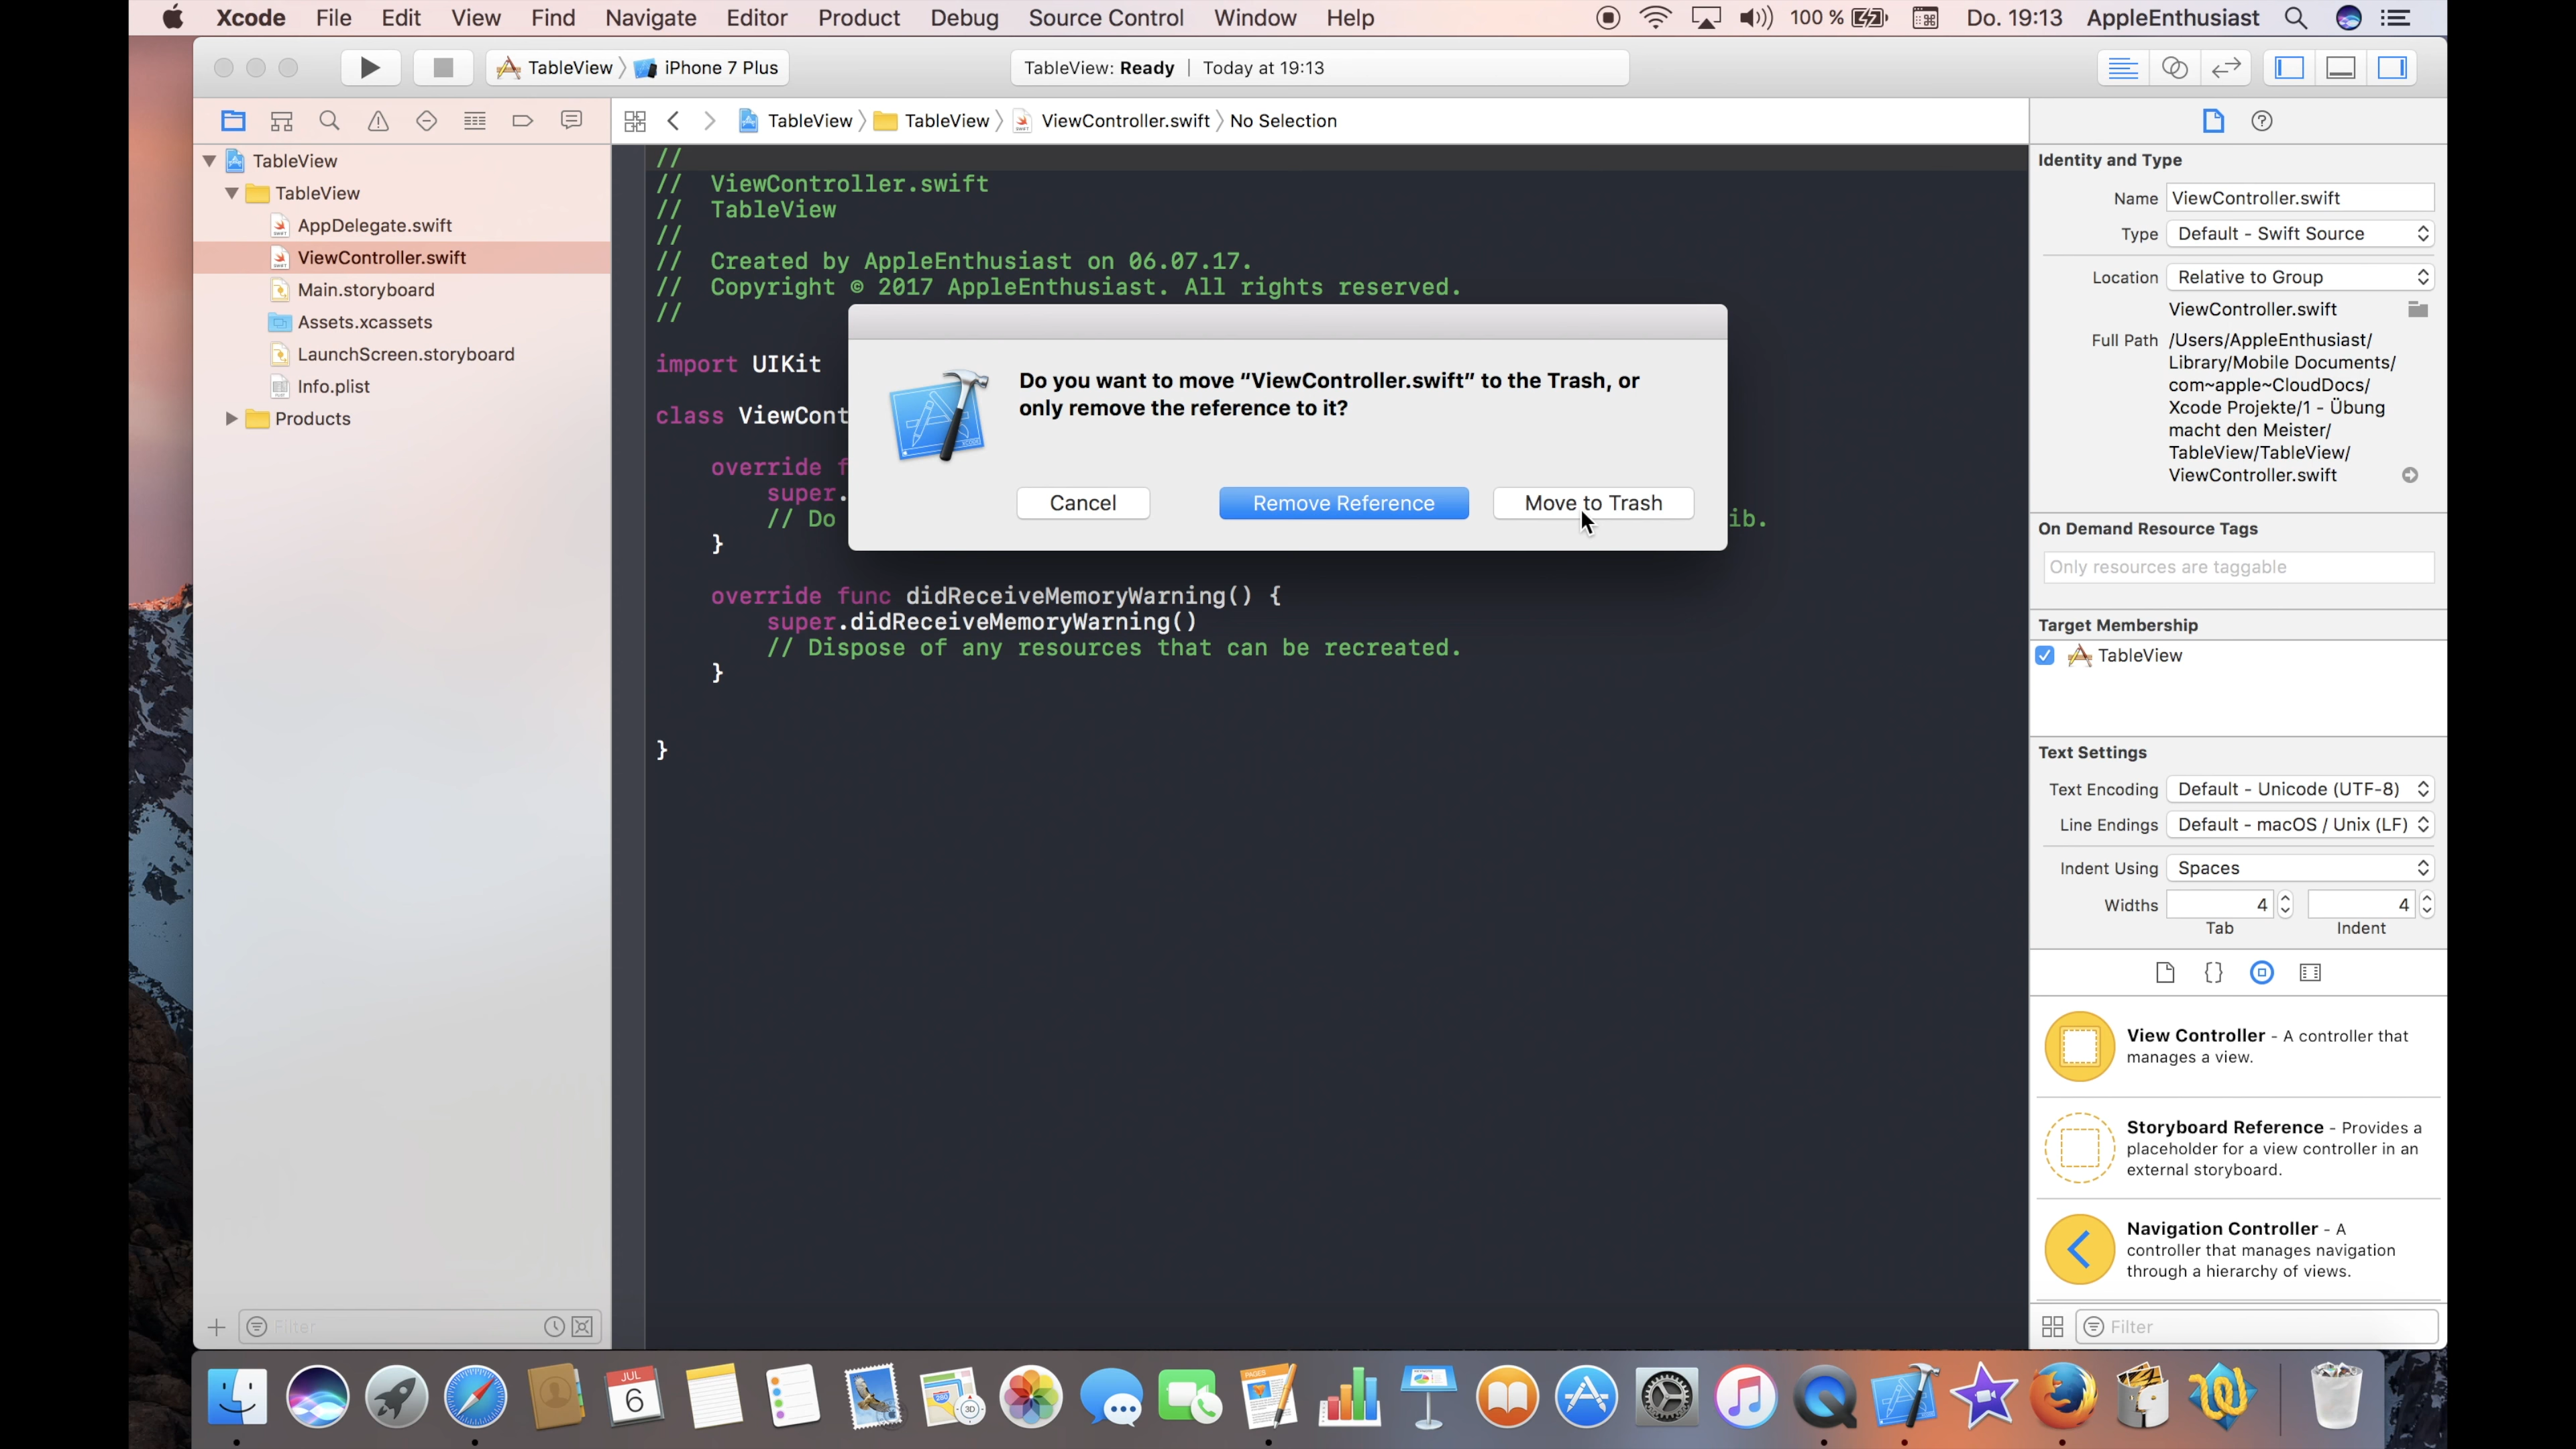 Xcode File Edit View Find Navigate Editor Product Debug Source Control Window Help 100 % Do. 19:13 AppleEnthusiast
TableView iPhone 7 Plus TableView: Ready | Today at 19:13
TableView TableView ViewController.swift No Selection
TableView
TableView
AppDelegate.swift
ViewController.swift
Main.storyboard
Assets.xcassets
LaunchScreen.storyboard
Info.plist
Products
Filter
//
// ViewController.swift
// TableView
//
// Created by AppleEnthusiast on 06.07.17.
// Copyright © 2017 AppleEnthusiast. All rights reserved.
//
import UIKit
class ViewCont
override f
super.
// Do ib.
}
override func didReceiveMemoryWarning() {
super.didReceiveMemoryWarning()
// Dispose of any resources that can be recreated.
}
}
Do you want to move “ViewController.swift” to the Trash, or
only remove the reference to it?
Cancel Remove Reference Move to Trash
Identity and Type
Name ViewController.swift
Type Default - Swift Source
Location Relative to Group
ViewController.swift
Full Path /Users/AppleEnthusiast/
Library/Mobile Documents/
com~apple~CloudDocs/
Xcode Projekte/1 - Übung
macht den Meister/
TableView/TableView/
ViewController.swift
On Demand Resource Tags
Only resources are taggable
Target Membership
TableView
Text Settings
Text Encoding Default - Unicode (UTF-8)
Line Endings Default - macOS / Unix (LF)
Indent Using Spaces
Widths 4 4
Tab Indent
{}
View Controller - A controller that
manages a view.
Storyboard Reference - Provides a
placeholder for a view controller in an
external storyboard.
Navigation Controller - A
controller that manages navigation
through a hierarchy of views.
Filter
JUL
6
280
3D
PAGES